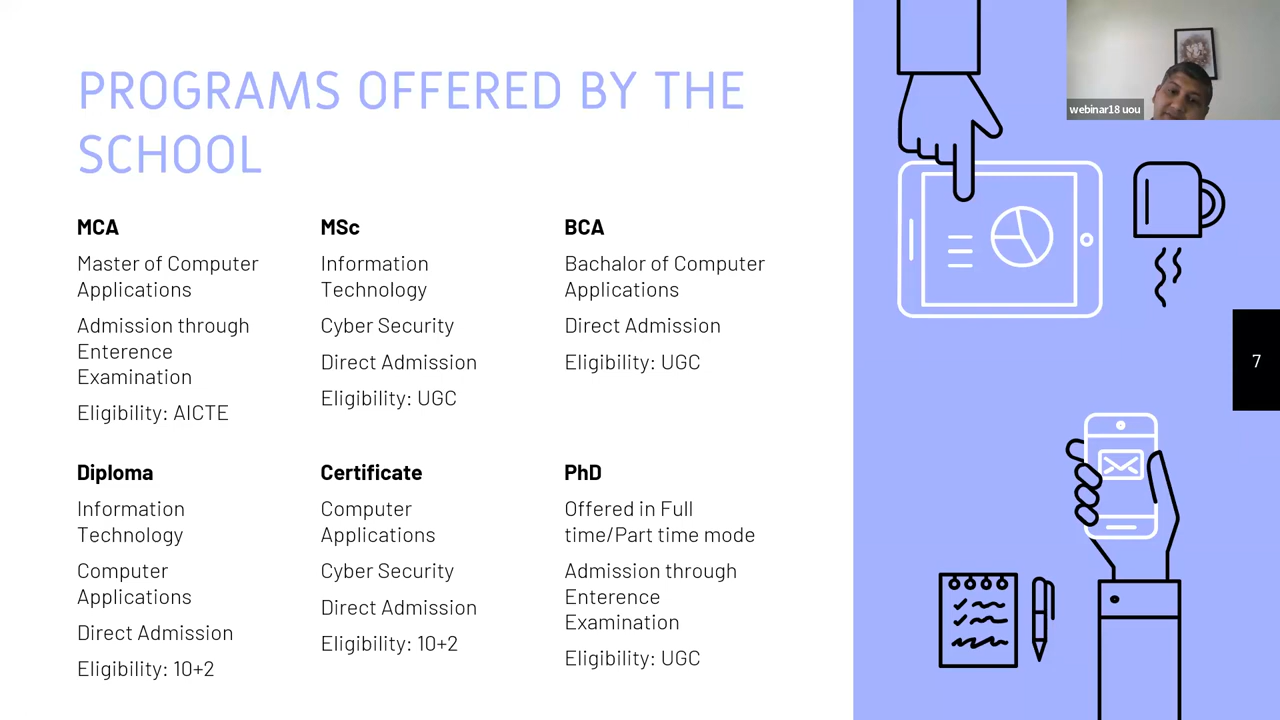 PROGRAMS OFFERED BY THE
SCHOOL
MCA
Master of Computer
Applications
Admission through
Enterence
Examination
Eligibility: AICTE
MSc
Information
Technology
Cyber Security
Direct Admission
Eligibility: UGC
BCA
Bachalor of Computer
Applications
Direct Admission
Eligibility: UGC
Diploma
Information
Technology
Computer
Applications
Direct Admission
Eligibility: 10+2
Certificate
Computer
Applications
Cyber Security
Direct Admission
Eligibility: 10+2
PhD
Offered in Full
time/Part time mode
Admission through
Enterence
Examination
Eligibility: UGC
webinar18 uou
7